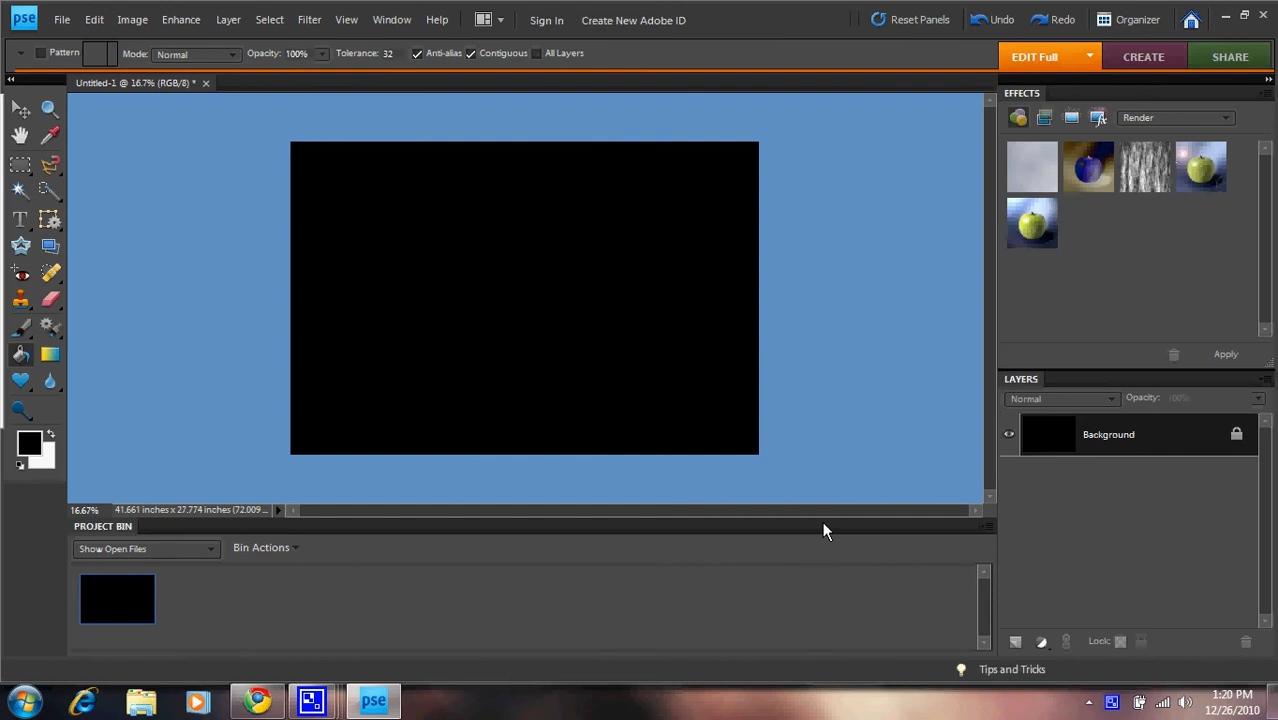 pse File Edit Image Enhance Layer Select Filter View Window Help Sign In Create New Adobe ID Reset Panels Undo Redo Organizer
Pattern Mode: Normal Opacity: 100% Tolerance: 32 Anti-alias Contiguous All Layers
EDIT Full CREATE SHARE
Untitled-1 @ 16.7% (RGB/8) *
EFFECTS
Render
T
Apply
LAYERS
Normal Opacity: 100%
Background
16.67% 41.661 inches x 27.774 inches (72.009 ...
PROJECT BIN
Show Open Files Bin Actions
Lock:
Tips and Tricks
pse
1:20 PM
12/26/2010